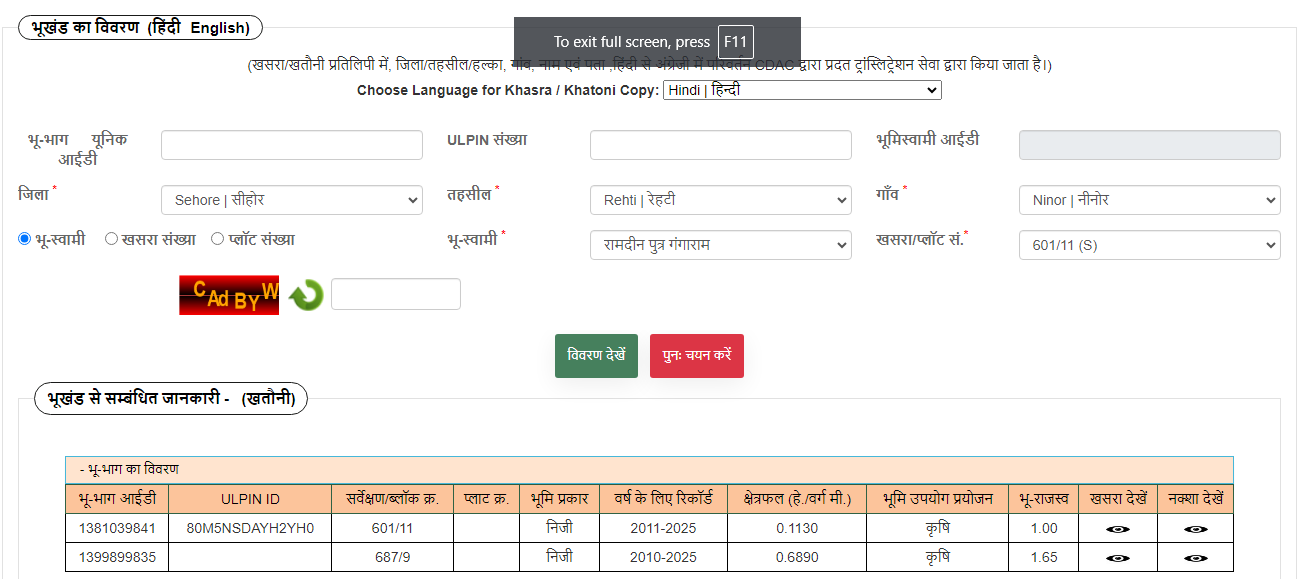 भूखंड का विवरण (हिंदी English)
To exit full screen, press F11
(खसरा/खतौनी प्रतिलिपी में, जिला/तहसील/हल्का, गांव, नाम एवं पता ,हिंदी से अंग्रेजी में परिवर्तन CDAC द्वारा प्रदत ट्रांस्लिट्रेशन सेवा द्वारा किया जाता है।)
Choose Language for Khasra / Khatoni Copy: Hindi | हिन्दी
भू-भाग यूनिक आईडी ULPIN संख्या भूमिस्वामी आईडी
जिला * Sehore | सीहोर तहसील * Rehti | रेहटी गाँव * Ninor | नीनोर
भू-स्वामी खसरा संख्या प्लॉट संख्या भू-स्वामी * रामदीन पुत्र गंगाराम खसरा/प्लॉट सं.* 601/11 (S)
CAdBYW
विवरण देखें पुनः चयन करें
भूखंड से सम्बंधित जानकारी - (खतौनी)
- भू-भाग का विवरण
भू-भाग आईडी ULPIN ID सर्वेक्षण/ब्लॉक क्र. प्लाट क्र. भूमि प्रकार वर्ष के लिए रिकॉर्ड क्षेत्रफल (हे./वर्ग मी.) भूमि उपयोग प्रयोजन भू-राजस्व खसरा देखें नक्शा देखें
1381039841 80M5NSDAYH2YH0 601/11 निजी 2011-2025 0.1130 कृषि 1.00
1399899835 687/9 निजी 2010-2025 0.6890 कृषि 1.65